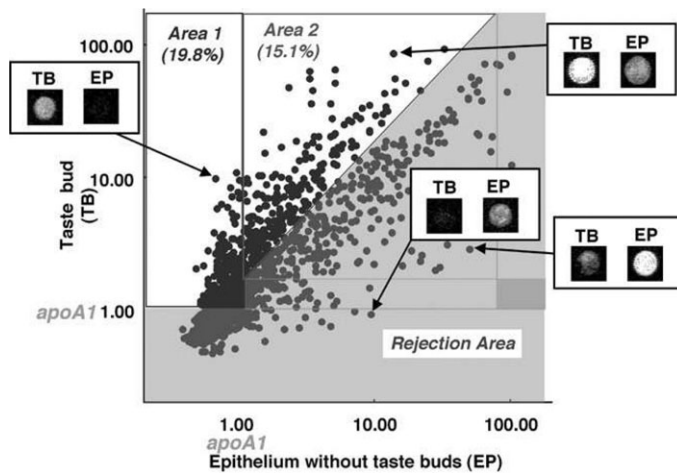 Area 1
(19.8%)
Area 2
(15.1%)
100.00
10.00
1.00
apoA1
Taste bud
(TB)
TB EP
TB EP
TB EP
TB EP
Rejection Area
1.00
10.00
100.00
apoA1
Epithelium without taste buds (EP)